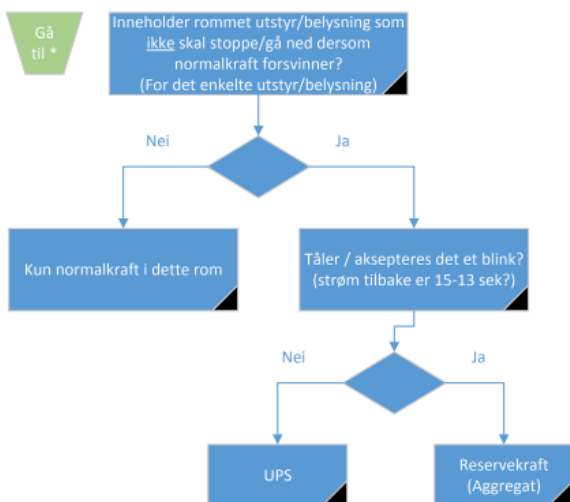 Gå
til *
Inneholder rommet utstyr/belysning som
ikke skal stoppe/gå ned dersom
normalkraft forsvinner?
(For det enkelte utstyr/belysning)
Nei
Ja
Kun normalkraft i dette rom
Tåler / aksepteres det et blink?
(strøm tilbake er 15-13 sek?)
Nei
Ja
UPS
Reservekraft
(Aggregat)